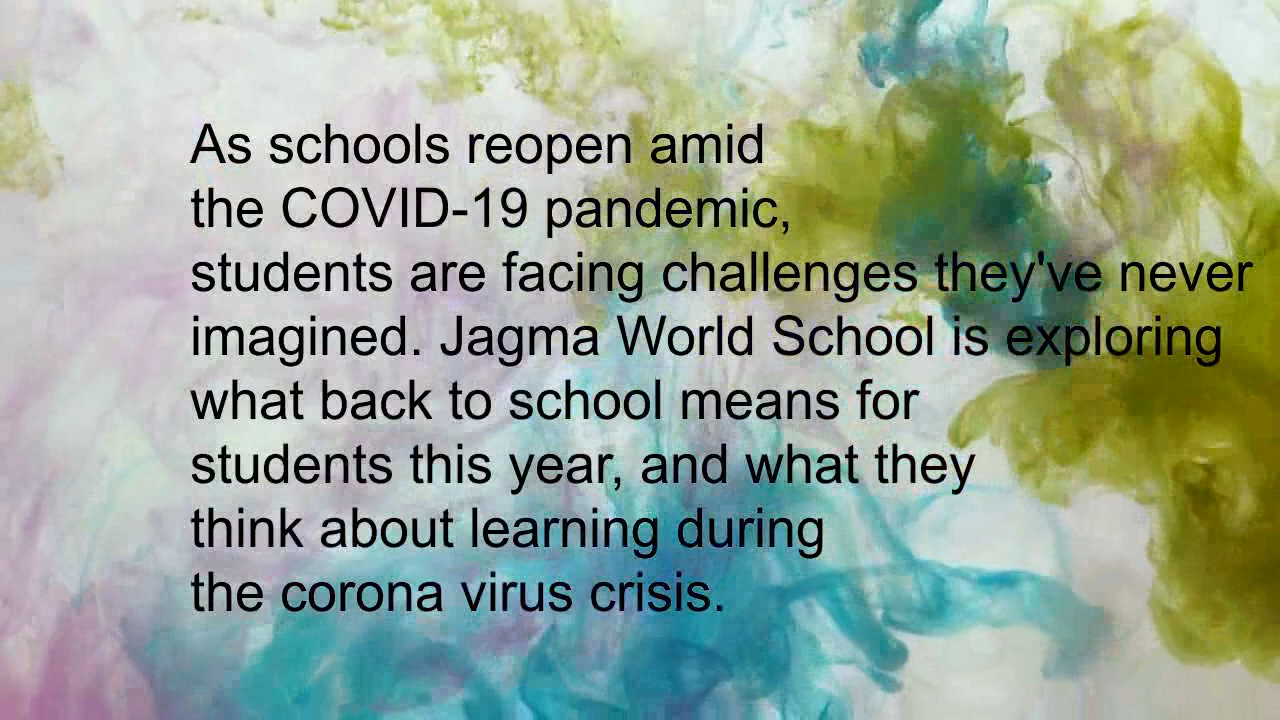 As schools reopen amid
the COVID-19 pandemic,
students are facing challenges they've never
imagined. Jagma World School is exploring
what back to school means for
students this year, and what they
think about learning during
the corona virus crisis.